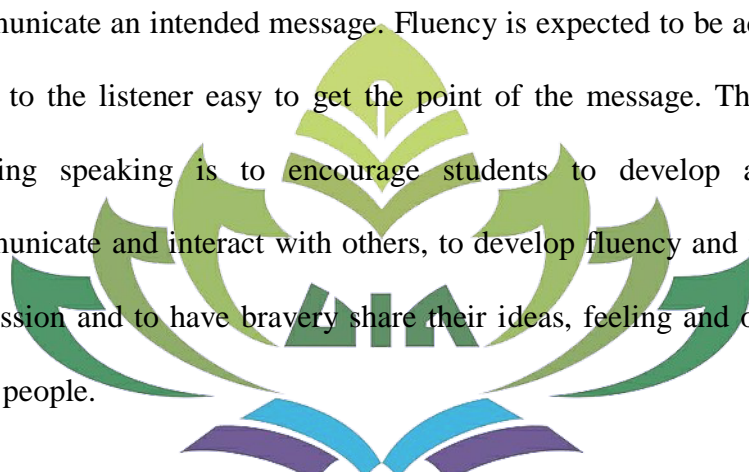 municate an intended message. Fluency is expected to be ac
to the listener easy to get the point of the message. Th
ing speaking is to encourage students to develop a
municate and interact with others, to develop fluency and
ssion and to have bravery share their ideas, feeling and o
people.